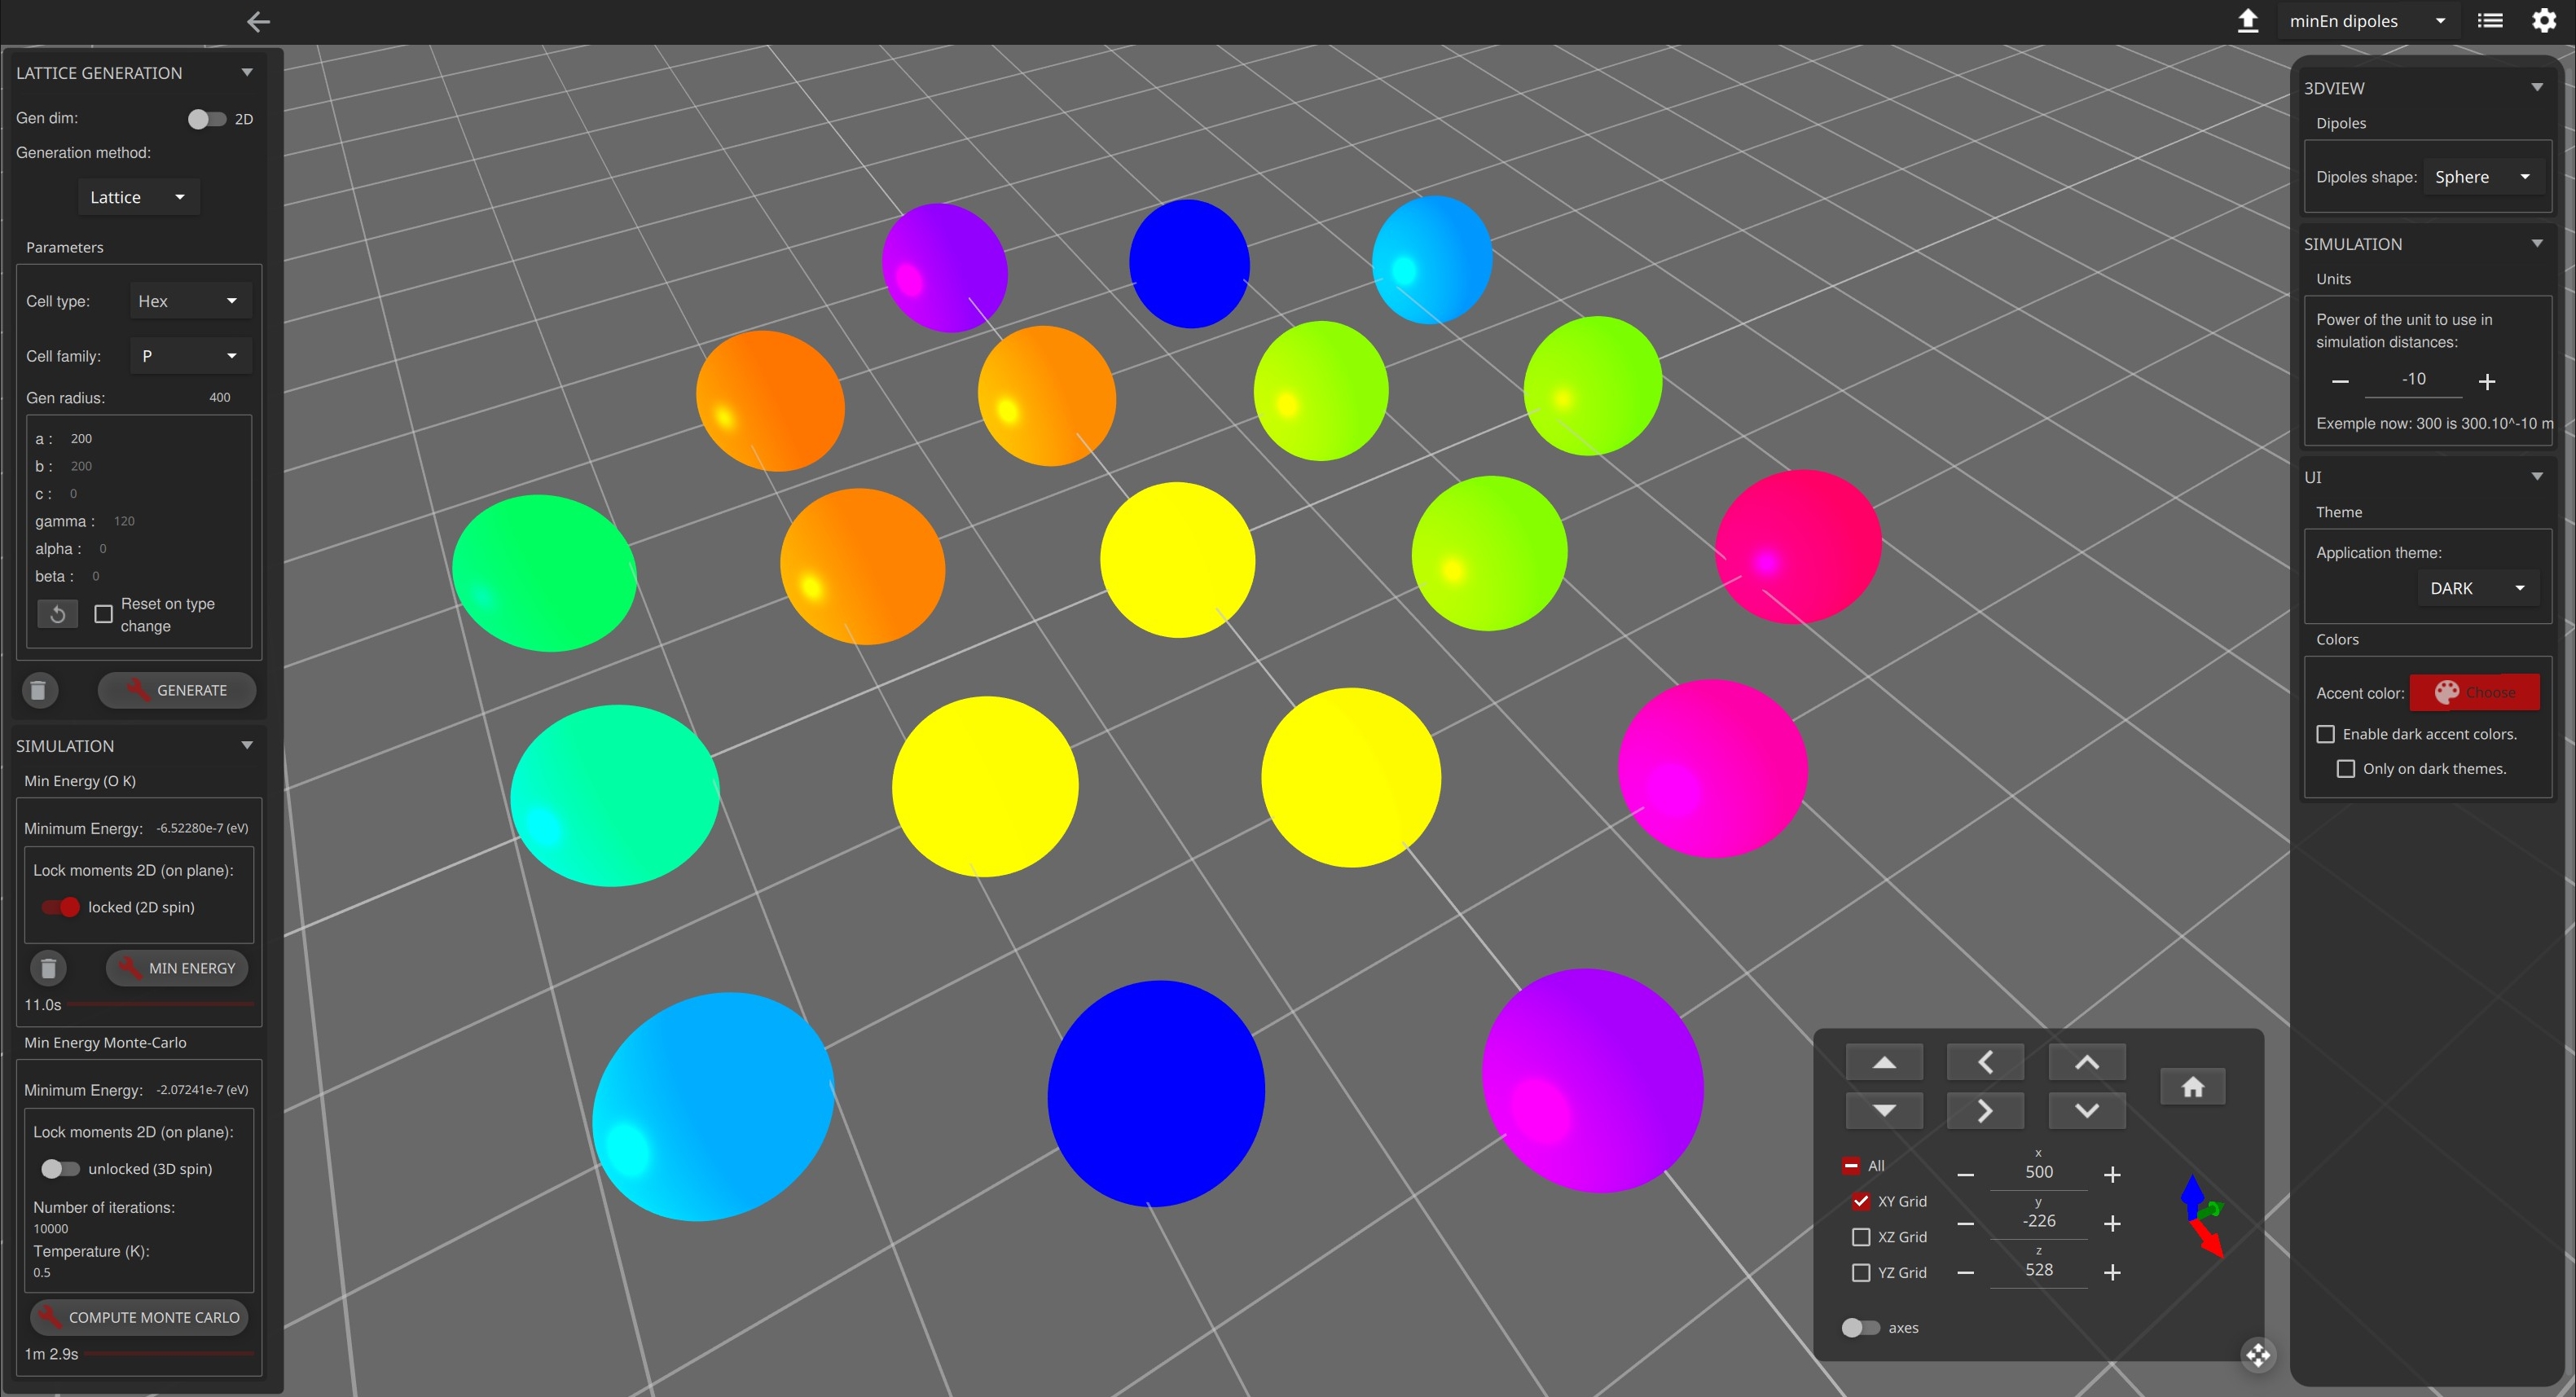 minEn dipoles
LATTICE GENERATION
Gen dim:
2D
Generation method:
Lattice
Parameters
Cell type:
Hex
Cell family:
P
Gen radius:
400
a :
200
b :
200
c :
0
gamma :
120
alpha :
0
beta :
0
Reset on type
change
GENERATE
SIMULATION
Min Energy (O K)
Minimum Energy:
-6.52280e-7 (eV)
Lock moments 2D (on plane):
locked (2D spin)
MIN ENERGY
11.0s
Min Energy Monte-Carlo
Minimum Energy:
-2.07241e-7 (eV)
Lock moments 2D (on plane):
unlocked (3D spin)
Number of iterations:
10000
Temperature (K):
0.5
COMPUTE MONTE CARLO
1m 2.9s
All
XY Grid
XZ Grid
YZ Grid
x
500
y
-226
z
528
axes
3DVIEW
Dipoles
Dipoles shape:
Sphere
SIMULATION
Units
Power of the unit to use in
simulation distances:
-10
Exemple now: 300 is 300.10^-10 m
UI
Theme
Application theme:
DARK
Colors
Accent color:
Choose
Enable dark accent colors.
Only on dark themes.